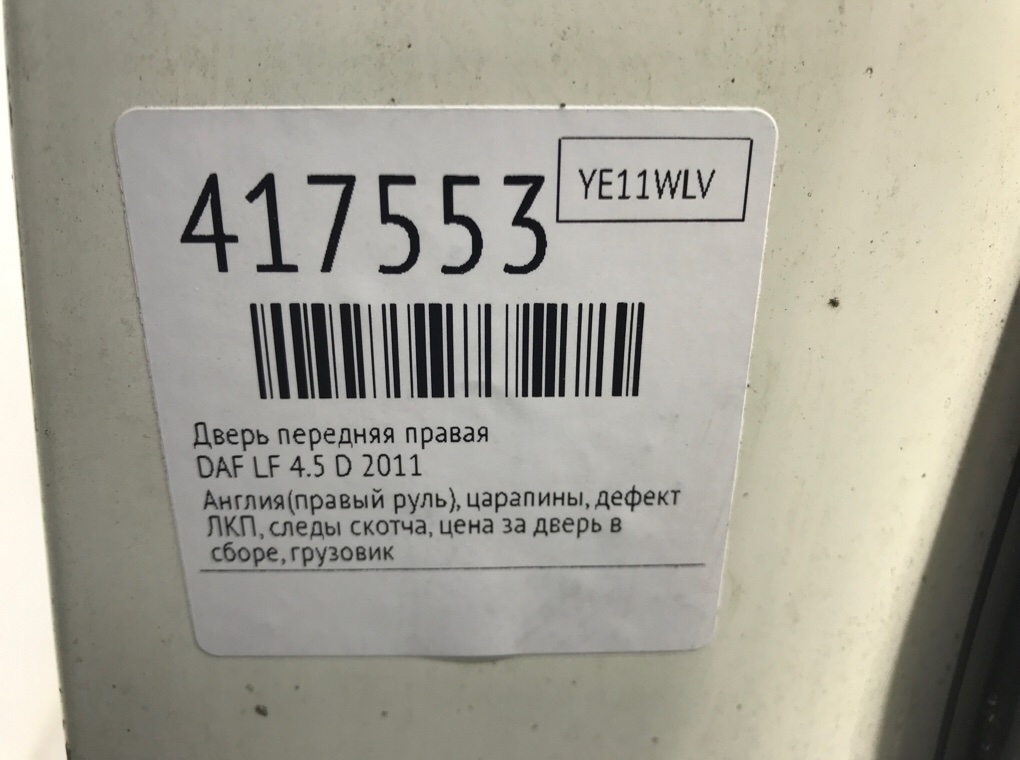 417553
YE11WLV
Дверь передняя правая
DAF LF 4.5 D 2011
Англия(правый руль), царапины, дефект
ЛКП, следы скотча, цена за дверь в
сборе, грузовик